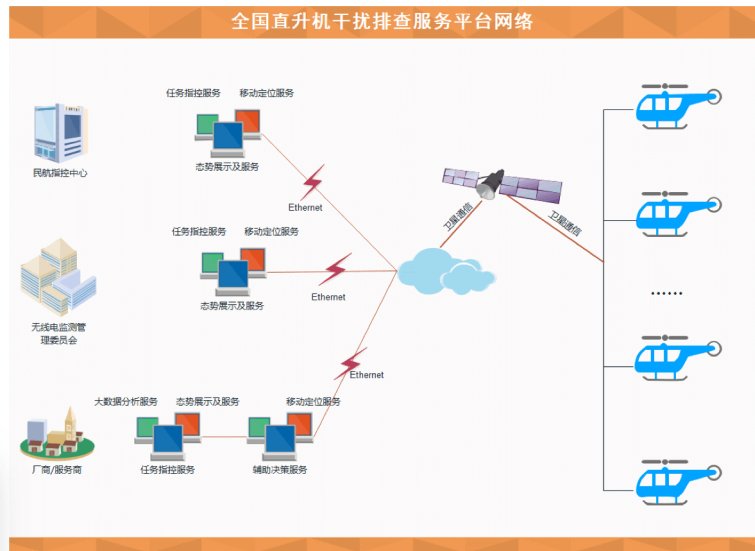 全国直升机干扰排查服务平台网络
任务指控服务
移动定位服务
态势展示及服务
民航指控中心
Ethernet
卫星通信
卫星通信
任务指控服务
移动定位服务
态势展示及服务
Ethernet
无线电监测管
理委员会
......
Ethernet
大数据分析服务
态势展示及服务
移动定位服务
厂商/服务商
任务指控服务
辅助决策服务